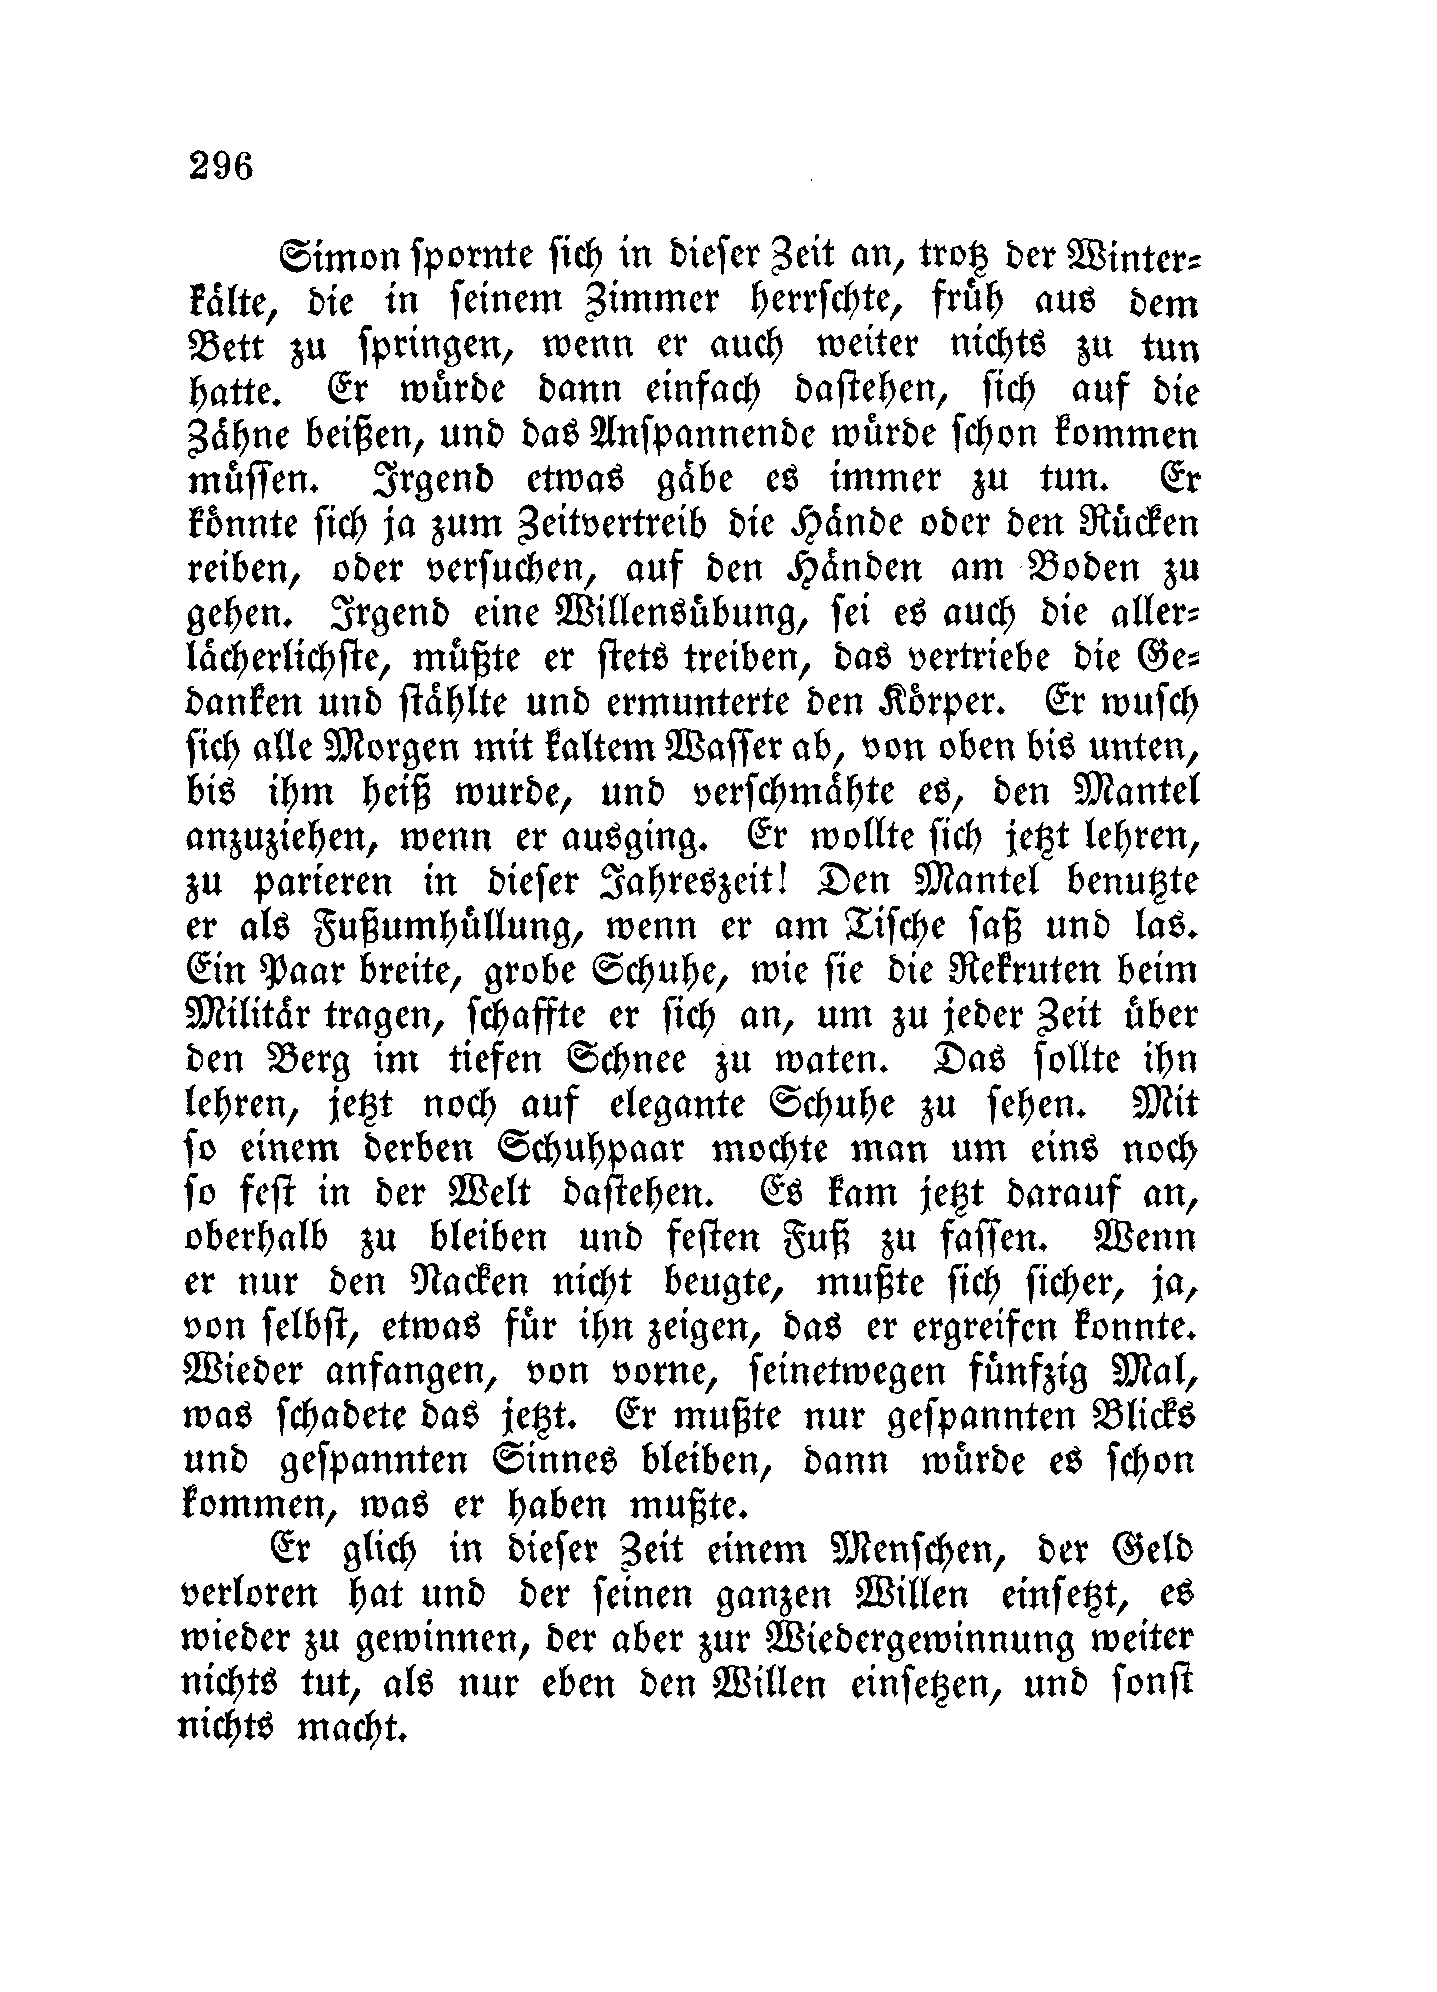 296
Simon spornte sich in dieser Zeit an, trotz der Winter-
kälte, die in seinem Zimmer herrschte, früh aus dem
Bett zu springen, wenn er auch weiter nichts zu tun
hatte. Er würde dann einfach dastehen, sich auf die
Zähne beißen, und das Anspannende würde schon kommen
müssen. Irgend etwas gäbe es immer zu tun. Er
könnte sich ja zum Zeitvertreib die Hände oder den Rücken
reiben, oder versuchen, auf den Händen am Boden zu
gehen. Irgend eine Willensübung, sei es auch die aller-
lächerlichste, müßte er stets treiben, das vertriebe die Ge-
danken und stählte und ermunterte den Körper. Er wusch
sich alle Morgen mit kaltem Wasser ab, von oben bis unten,
bis ihm heiß wurde, und verschmähte es, den Mantel
anzuziehen, wenn er ausging. Er wollte sich jetzt lehren,
zu parieren in dieser Jahreszeit! Den Mantel benutzte
er als Fußumhüllung, wenn er am Tische saß und las.
Ein Paar breite, grobe Schuhe, wie sie die Rekruten beim
Militär tragen, schaffte er sich an, um zu jeder Zeit über
den Berg im tiefen Schnee zu waten. Das sollte ihn
lehren, jetzt noch auf elegante Schuhe zu sehen. Mit
so einem derben Schuhpaar mochte man um eins noch
so fest in der Welt dastehen. Es kam jetzt darauf an,
oberhalb zu bleiben und festen Fuß zu fassen. Wenn
er nur den Nacken nicht beugte, mußte sich sicher, ja,
von selbst, etwas für ihn zeigen, das er ergreifen konnte.
Wieder anfangen, von vorne, seinetwegen fünfzig Mal,
was schadete das jetzt. Er mußte nur gespannten Blicks
und gespannten Sinnes bleiben, dann würde es schon
kommen, was er haben mußte.
Er glich in dieser Zeit einem Menschen, der Geld
verloren hat und der seinen ganzen Willen einsetzt, es
wieder zu gewinnen, der aber zur Wiedergewinnung weiter
nichts tut, als nur eben den Willen einsetzen, und sonst
nichts macht.